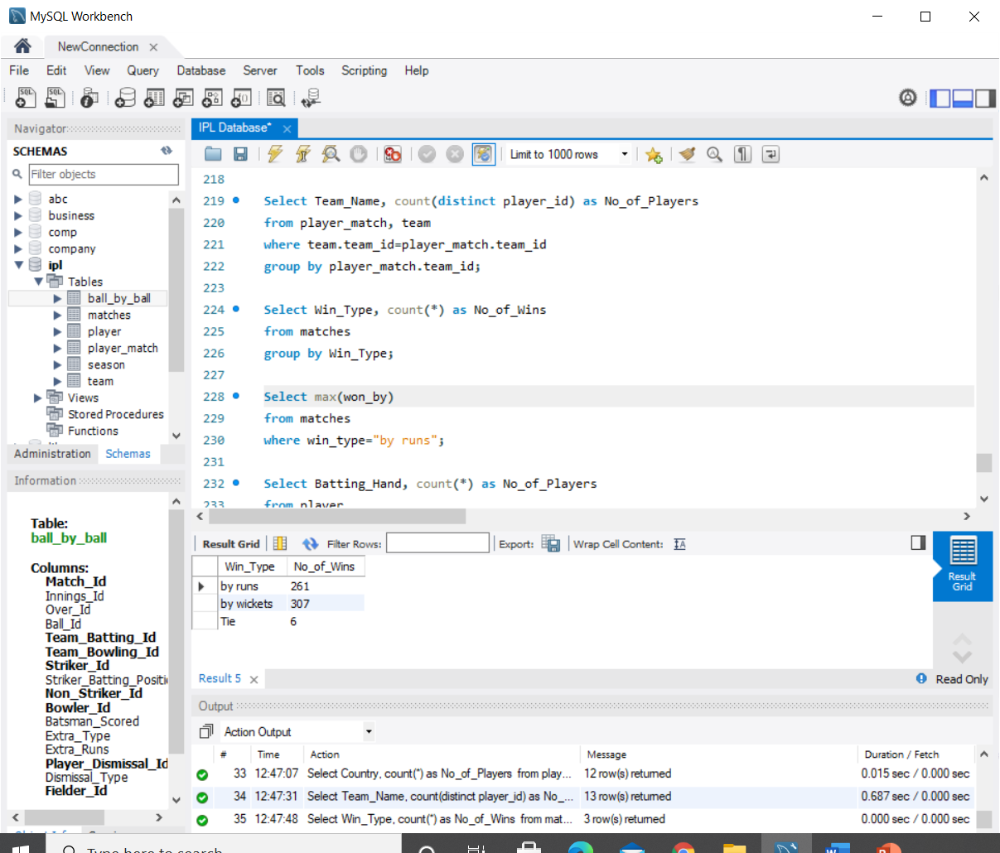 MySQL Workbench
NewConnection
File Edit View Query Database Server Tools Scripting Help
Navigator
SCHEMAS
Filter objects
abc
business
comp
company
ipl
Tables
ball_by_ball
matches
player
player_match
season
team
Views
Stored Procedures
Functions
Administration Schemas
Information
Table:
ball_by_ball
Columns:
Match_Id
Innings_Id
Over_Id
Ball_Id
Team_Batting_Id
Team_Bowling_Id
Striker_Id
Striker_Batting_Positi
Non_Striker_Id
Bowler_Id
Batsman_Scored
Extra_Type
Extra_Runs
Player_Dismissal_Id
Dismissal_Type
Fielder_Id
IPL Database*
Limit to 1000 rows
218
219 Select Team_Name, count(distinct player_id) as No_of_Players
220 from player_match, team
221 where team.team_id=player_match.team_id
222 group by player_match.team_id;
223
224 Select Win_Type, count(*) as No_of_Wins
225 from matches
226 group by Win_Type;
227
228 Select max(won_by)
229 from matches
230 where win_type="by runs";
231
232 Select Batting_Hand, count(*) as No_of_Players
233 from player
Result Grid Filter Rows: Export: Wrap Cell Content:
Win_Type No_of_Wins
by runs 261
by wickets 307
Tie 6
Result
Grid
Result 5
Read Only
Output
Action Output
# Time Action Message Duration / Fetch
33 12:47:07 Select Country, count(*) as No_of_Players from play... 12 row(s) returned 0.015 sec / 0.000 sec
34 12:47:31 Select Team_Name, count(distinct player_id) as No_... 13 row(s) returned 0.687 sec / 0.000 sec
35 12:47:48 Select Win_Type, count(*) as No_of_Wins from mat... 3 row(s) returned 0.000 sec / 0.000 sec
Type here to search